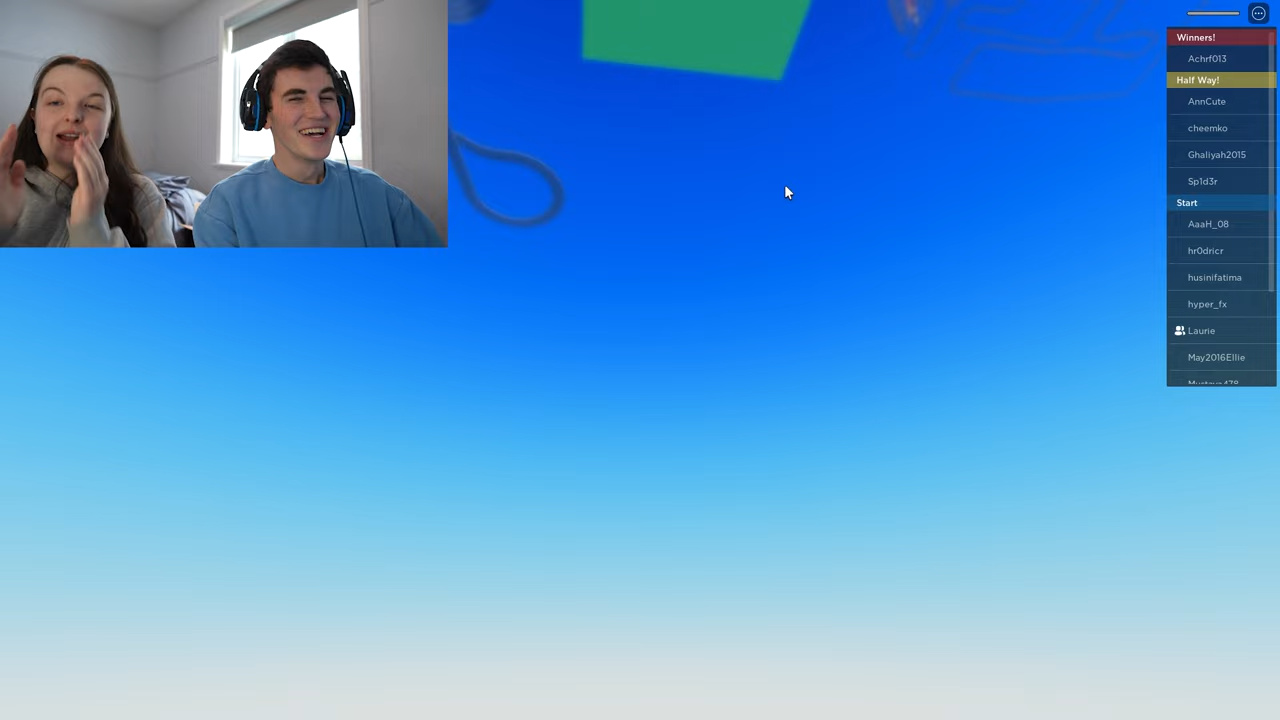 Winners!
Achrf013
Half Way!
AnnCute
cheemko
Ghaliyah2015
Sp1d3r
Start
AaaH_08
hr0dricr
husinifatima
hyper_fx
Laurie
May2016Ellie